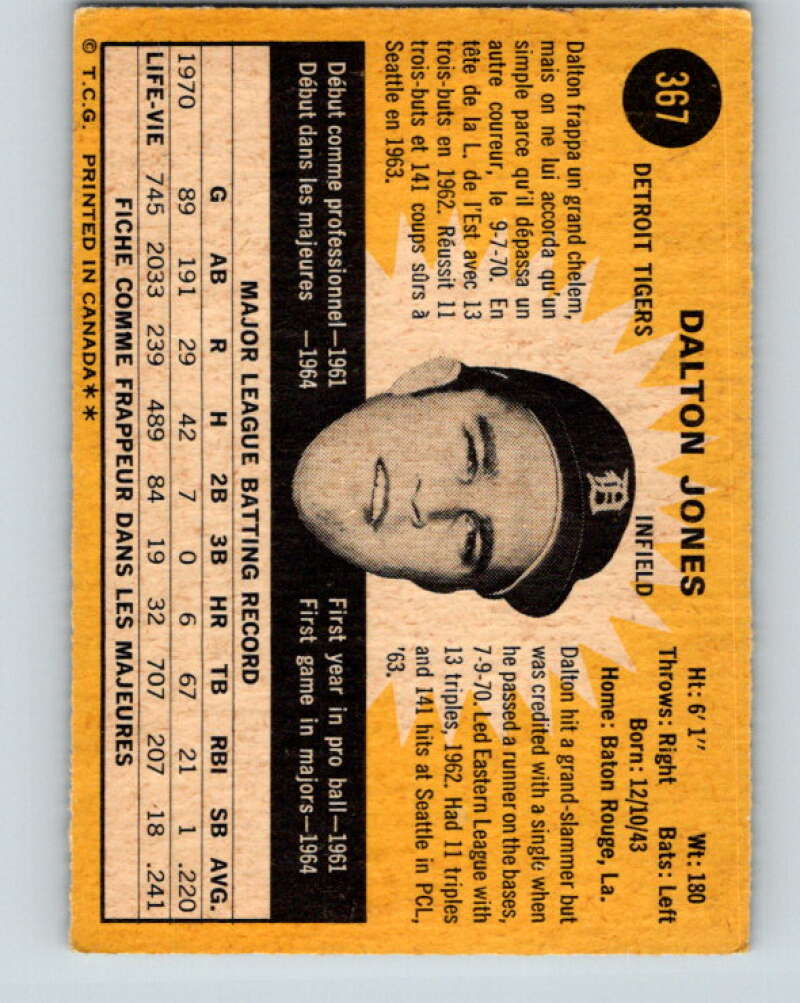 367
DALTON JONES
DETROIT TIGERS
INFIELD
Ht: 6' 1" Wt: 180
Throws: Right Bats: Left
Born: 12/10/43
Home: Baton Rouge, La.
Dalton frappa un grand chelem,
mais on ne lui accorda qu'un
simple parce qu'il dépassa un
autre coureur, le 9-7-70. En
tête de la L. de l'Est avec 13
trois-buts en 1962. Réussit 11
trois-buts et 141 coups sûrs à
Seattle en 1963.
Dalton hit a grand-slammer but
was credited with a single when
he passed a runner on the bases,
7-9-70. Led Eastern League with
13 triples, 1962. Had 11 triples
and 141 hits at Seattle in PCL,
'63.
Début comme professionnel—1961
Début dans les majeures —1964
First year in pro ball—1961
First game in majors—1964
MAJOR LEAGUE BATTING RECORD
G AB R H 2B 3B HR TB RBI SB AVG.
1970 89 191 29 42 7 0 6 67 21 1 .220
LIFE-VIE 745 2033 239 489 84 19 32 707 207 18 .241
FICHE COMME FRAPPEUR DANS LES MAJEURES
© T.C.G. PRINTED IN CANADA**
D